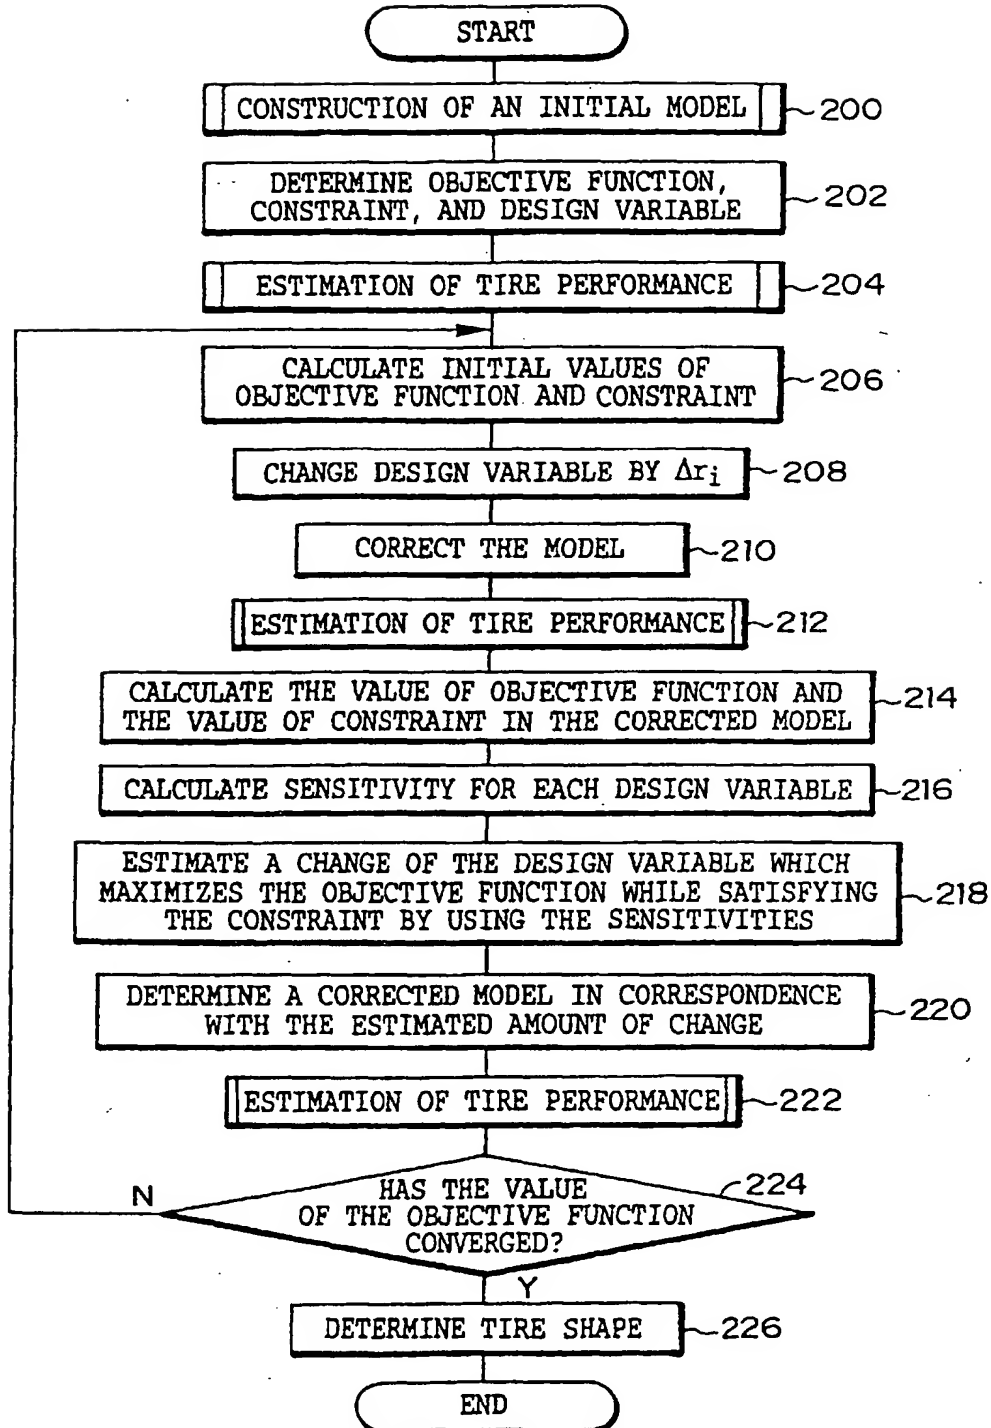 START
CONSTRUCTION OF AN INITIAL MODEL
200
DETERMINE OBJECTIVE FUNCTION,
CONSTRAINT, AND DESIGN VARIABLE
202
ESTIMATION OF TIRE PERFORMANCE
204
CALCULATE INITIAL VALUES OF
OBJECTIVE FUNCTION AND CONSTRAINT
206
CHANGE DESIGN VARIABLE BY Δri
208
CORRECT THE MODEL
210
ESTIMATION OF TIRE PERFORMANCE
212
CALCULATE THE VALUE OF OBJECTIVE FUNCTION AND
THE VALUE OF CONSTRAINT IN THE CORRECTED MODEL
214
CALCULATE SENSITIVITY FOR EACH DESIGN VARIABLE
216
ESTIMATE A CHANGE OF THE DESIGN VARIABLE WHICH
MAXIMIZES THE OBJECTIVE FUNCTION WHILE SATISFYING
THE CONSTRAINT BY USING THE SENSITIVITIES
218
DETERMINE A CORRECTED MODEL IN CORRESPONDENCE
WITH THE ESTIMATED AMOUNT OF CHANGE
220
ESTIMATION OF TIRE PERFORMANCE
222
N
HAS THE VALUE
OF THE OBJECTIVE FUNCTION
CONVERGED?
224
Y
DETERMINE TIRE SHAPE
226
END